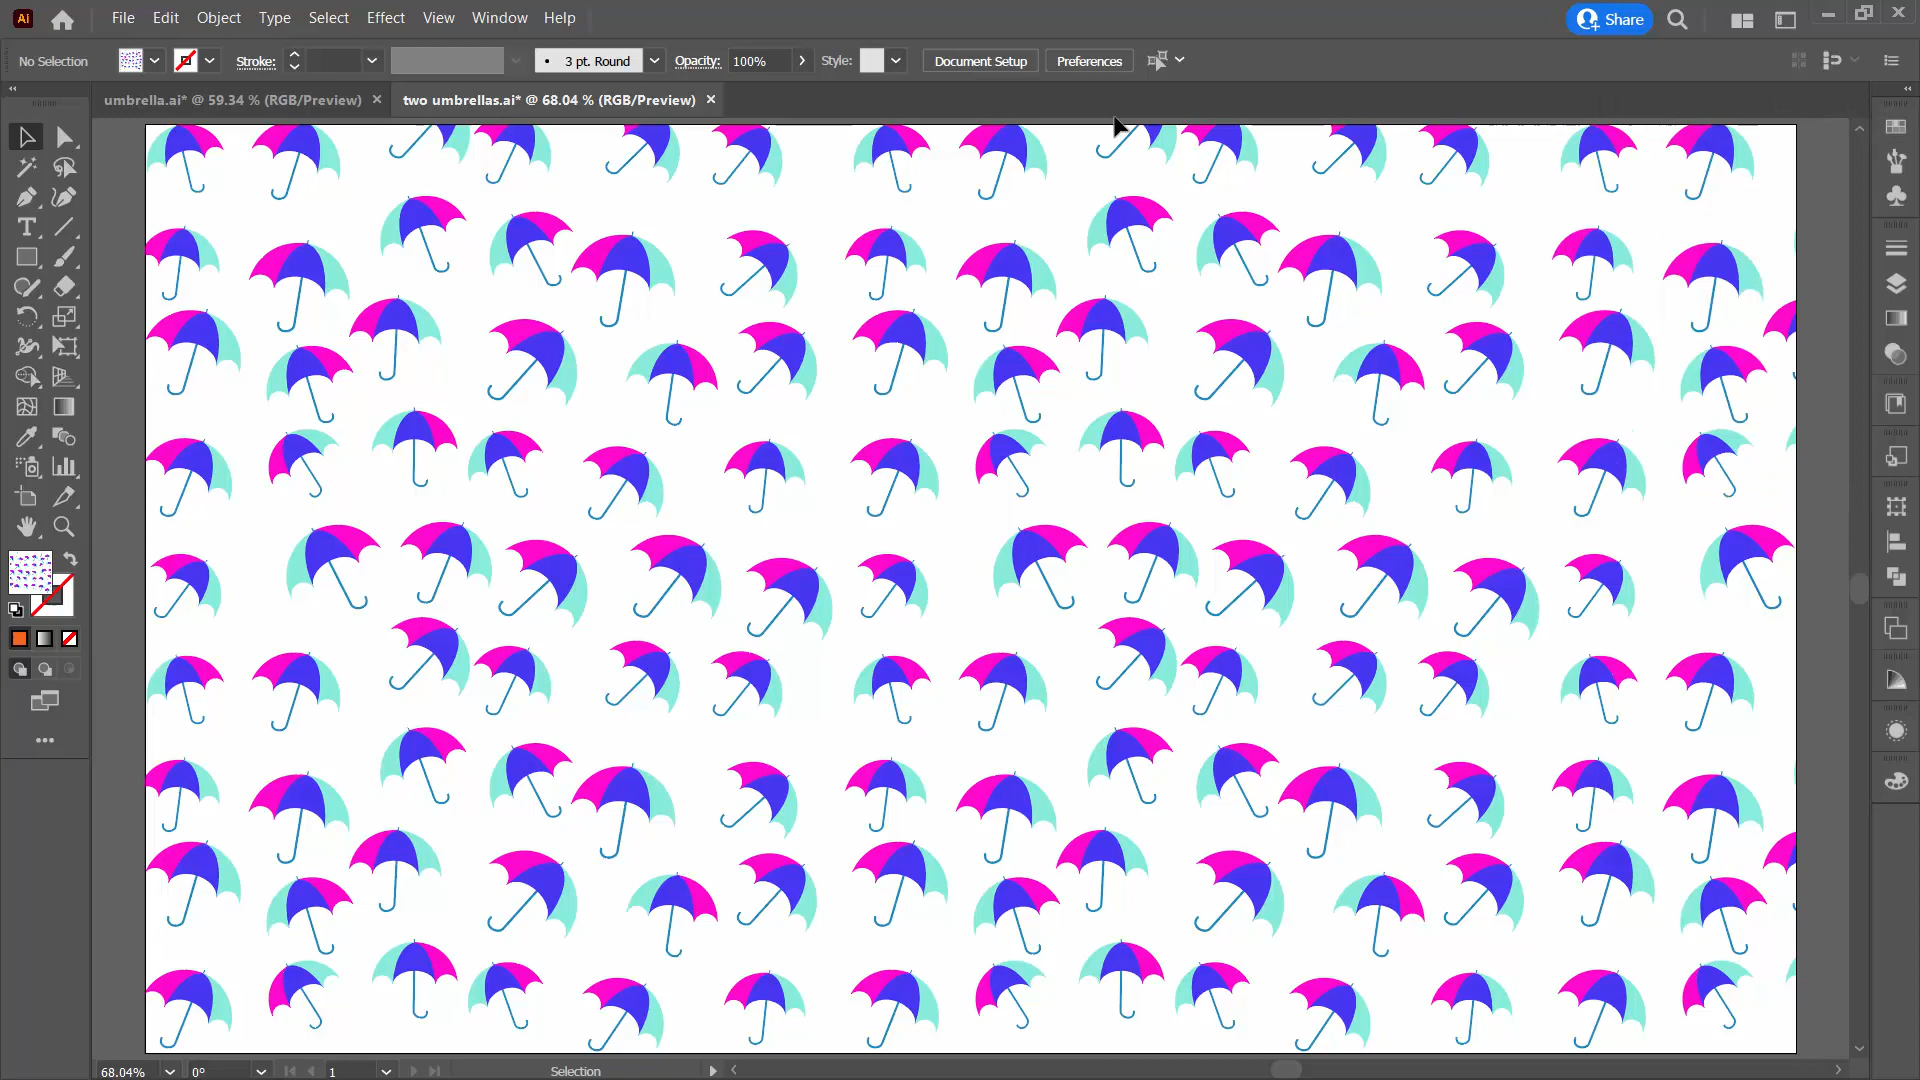 Ai File Edit Object Type Select Effect View Window Help Share
No Selection Stroke: • 3 pt. Round Opacity: 100% Style: Document Setup Preferences
umbrella.ai* @ 59.34 % (RGB/Preview) × two umbrellas.ai* @ 68.04 % (RGB/Preview) ×
68.04% 0° 1 Selection